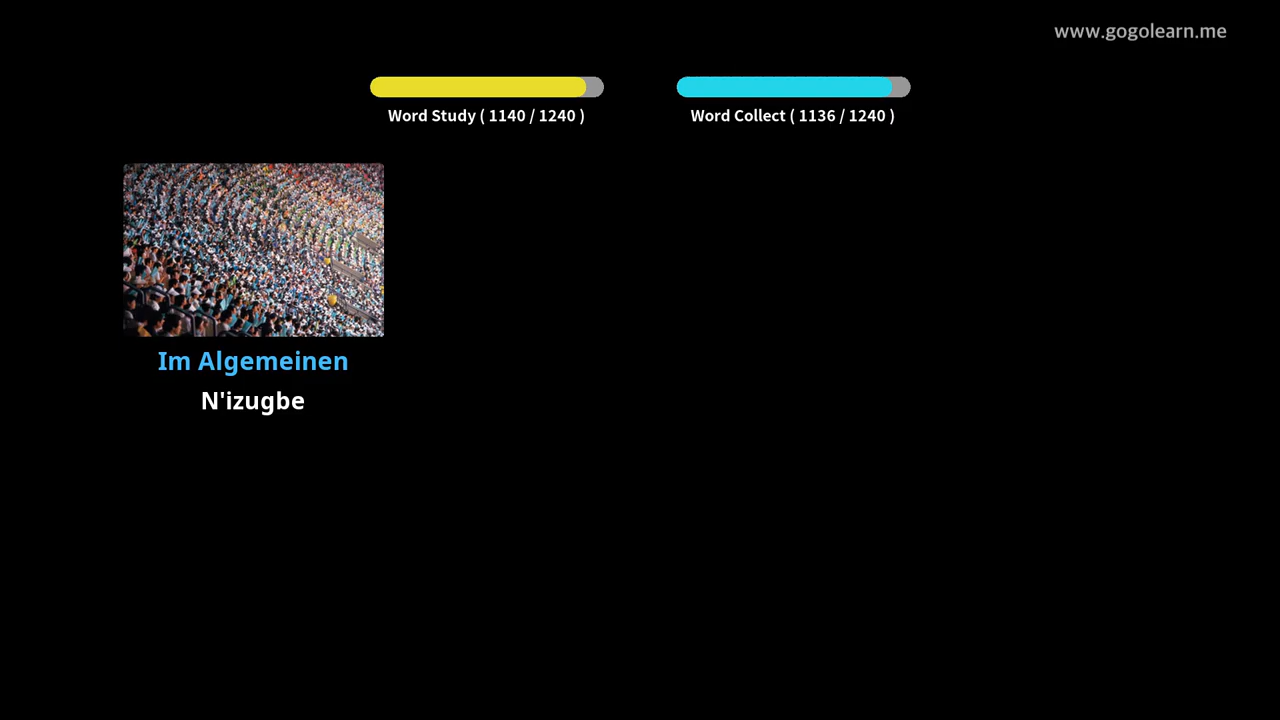 www.gogolearn.me
Word Study ( 1140 / 1240 )
Word Collect ( 1136 / 1240 )
Im Algemeinen
N'izugbe